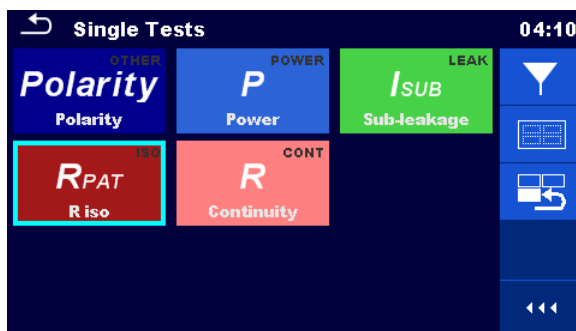 Single Tests
04:10
OTHER
Polarity
Polarity
POWER
P
Power
LEAK
ISUB
Sub-leakage
ISO
RPAT
R iso
CONT
R
Continuity